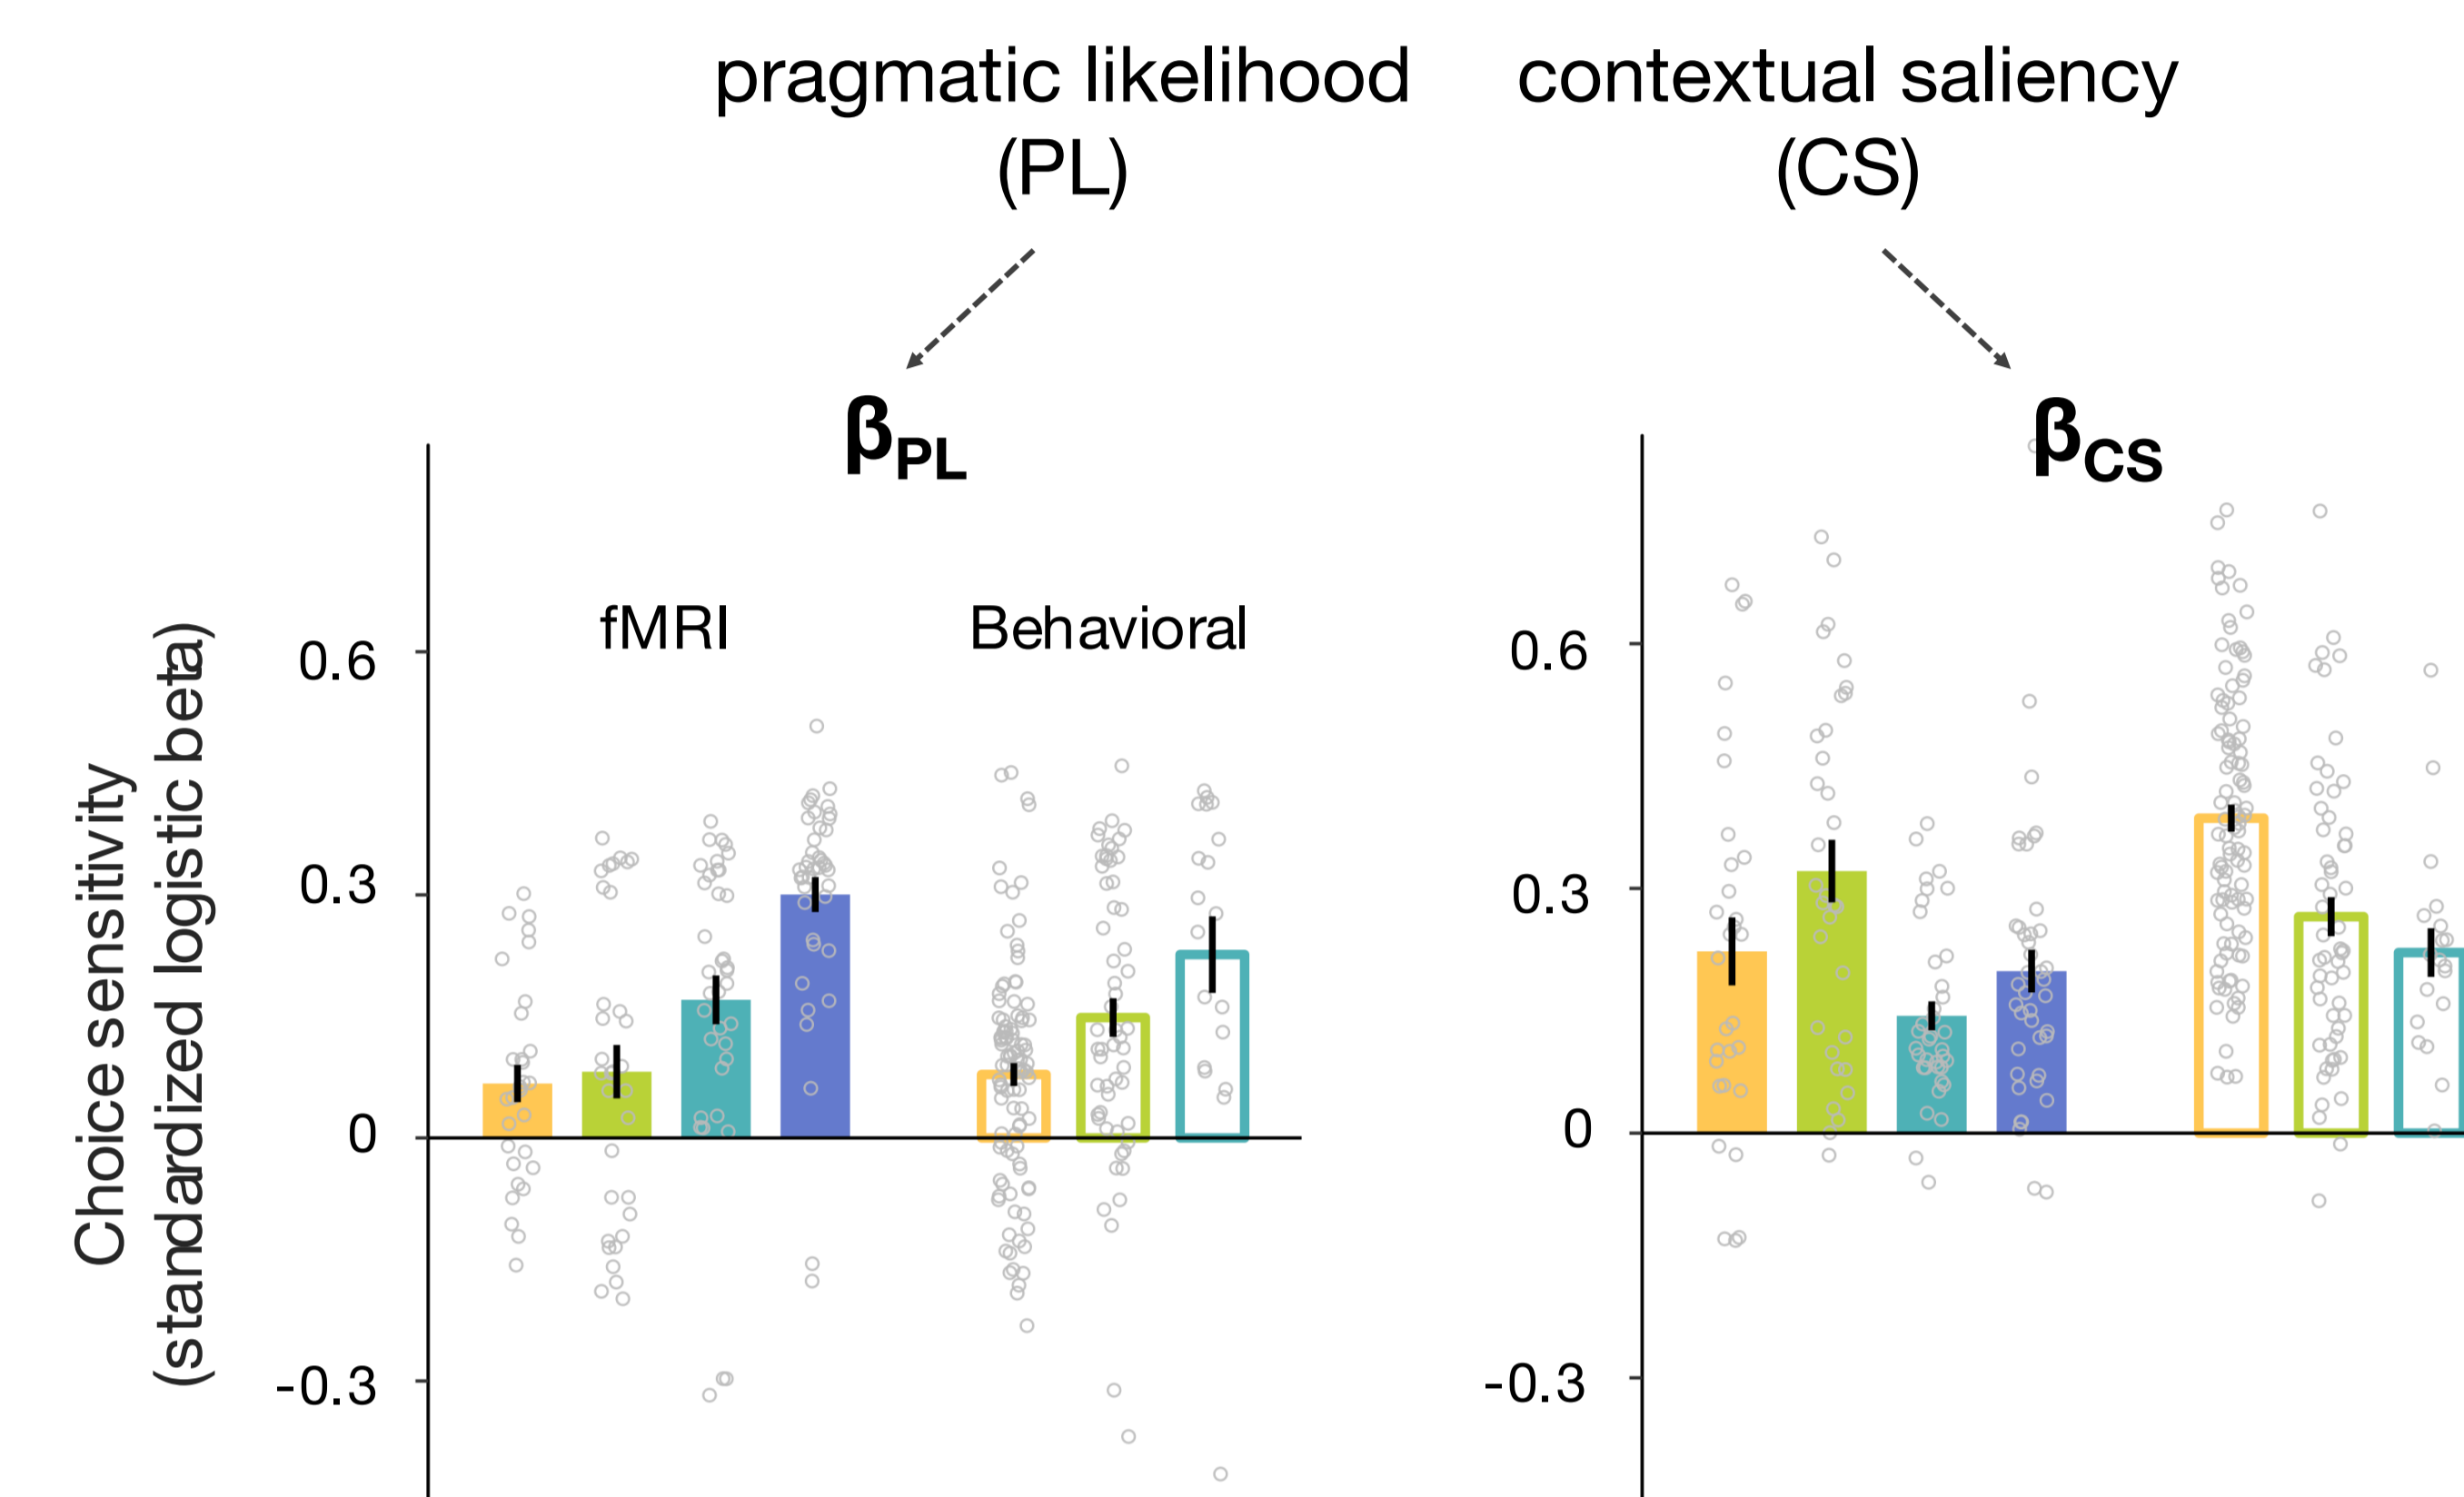 pragmatic likelihood
(PL)
contextual saliency
(CS)
βPL
βCS
fMRI
Behavioral
Choice sensitivity
(standardized logistic beta)
0.6
0.3
0
-0.3
0.6
0.3
0
-0.3